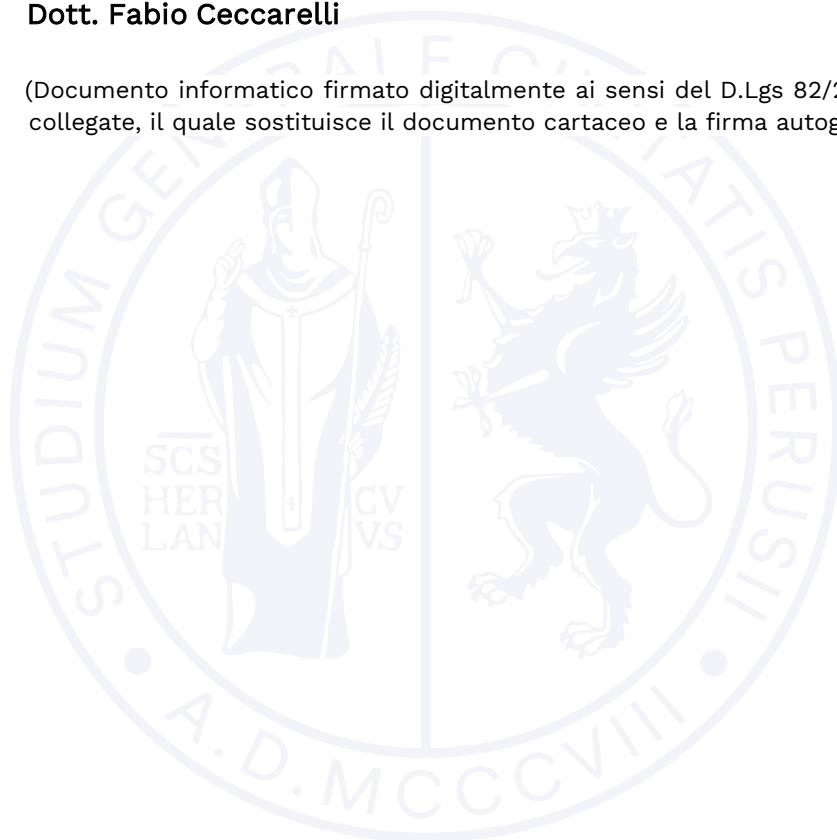 Dott. Fabio Ceccarelli
(Documento informatico firmato digitalmente ai sensi del D.Lgs 82/2
collegate, il quale sostituisce il documento cartaceo e la firma autog
STUDIUM GENERALE CIVITATIS PERUSII
SCS
HER CV
LAN VS
A.D. MCCCVIII